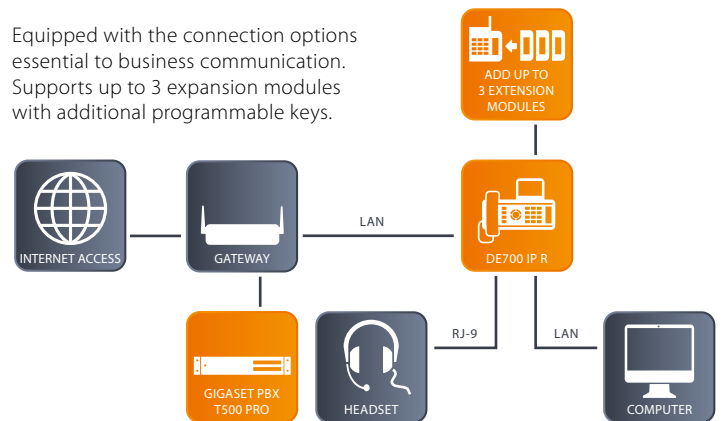 Equipped with the connection options
essential to business communication.
Supports up to 3 expansion modules
with additional programmable keys.
ADD UP TO
3 EXTENSION
MODULES
INTERNET ACCESS
GATEWAY
LAN
DE700 IP R
GIGASET PBX
T500 PRO
HEADSET
RJ-9
LAN
COMPUTER